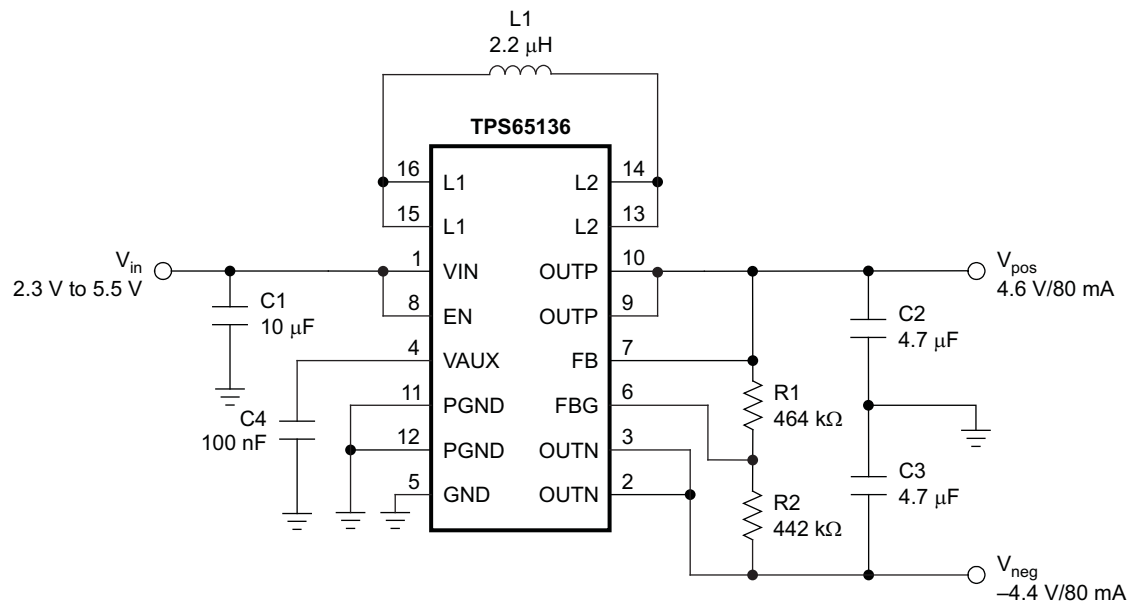 L1
2.2 μH
TPS65136
16 L1 L2 14
15 L1 L2 13
Vin
2.3 V to 5.5 V
1 VIN OUTP 10
Vpos
4.6 V/80 mA
C1
10 μF
8 EN OUTP 9
C2
4.7 μF
4 VAUX FB 7
R1
464 kΩ
11 PGND FBG 6
C4
100 nF
12 PGND OUTN 3
5 GND OUTN 2
R2
442 kΩ
C3
4.7 μF
Vneg
–4.4 V/80 mA